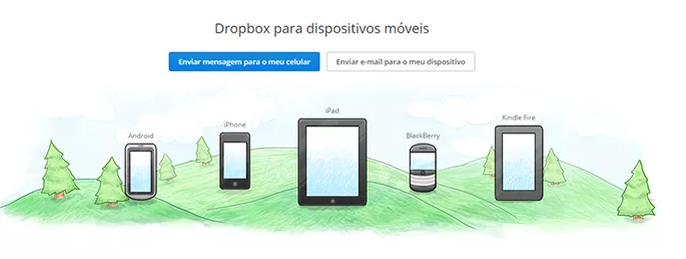 Dropbox para dispositivos móveis
Enviar mensagem para o meu celular
Enviar e-mail para o meu dispositivo
Android
iPhone
iPad
BlackBerry
Kindle Fire